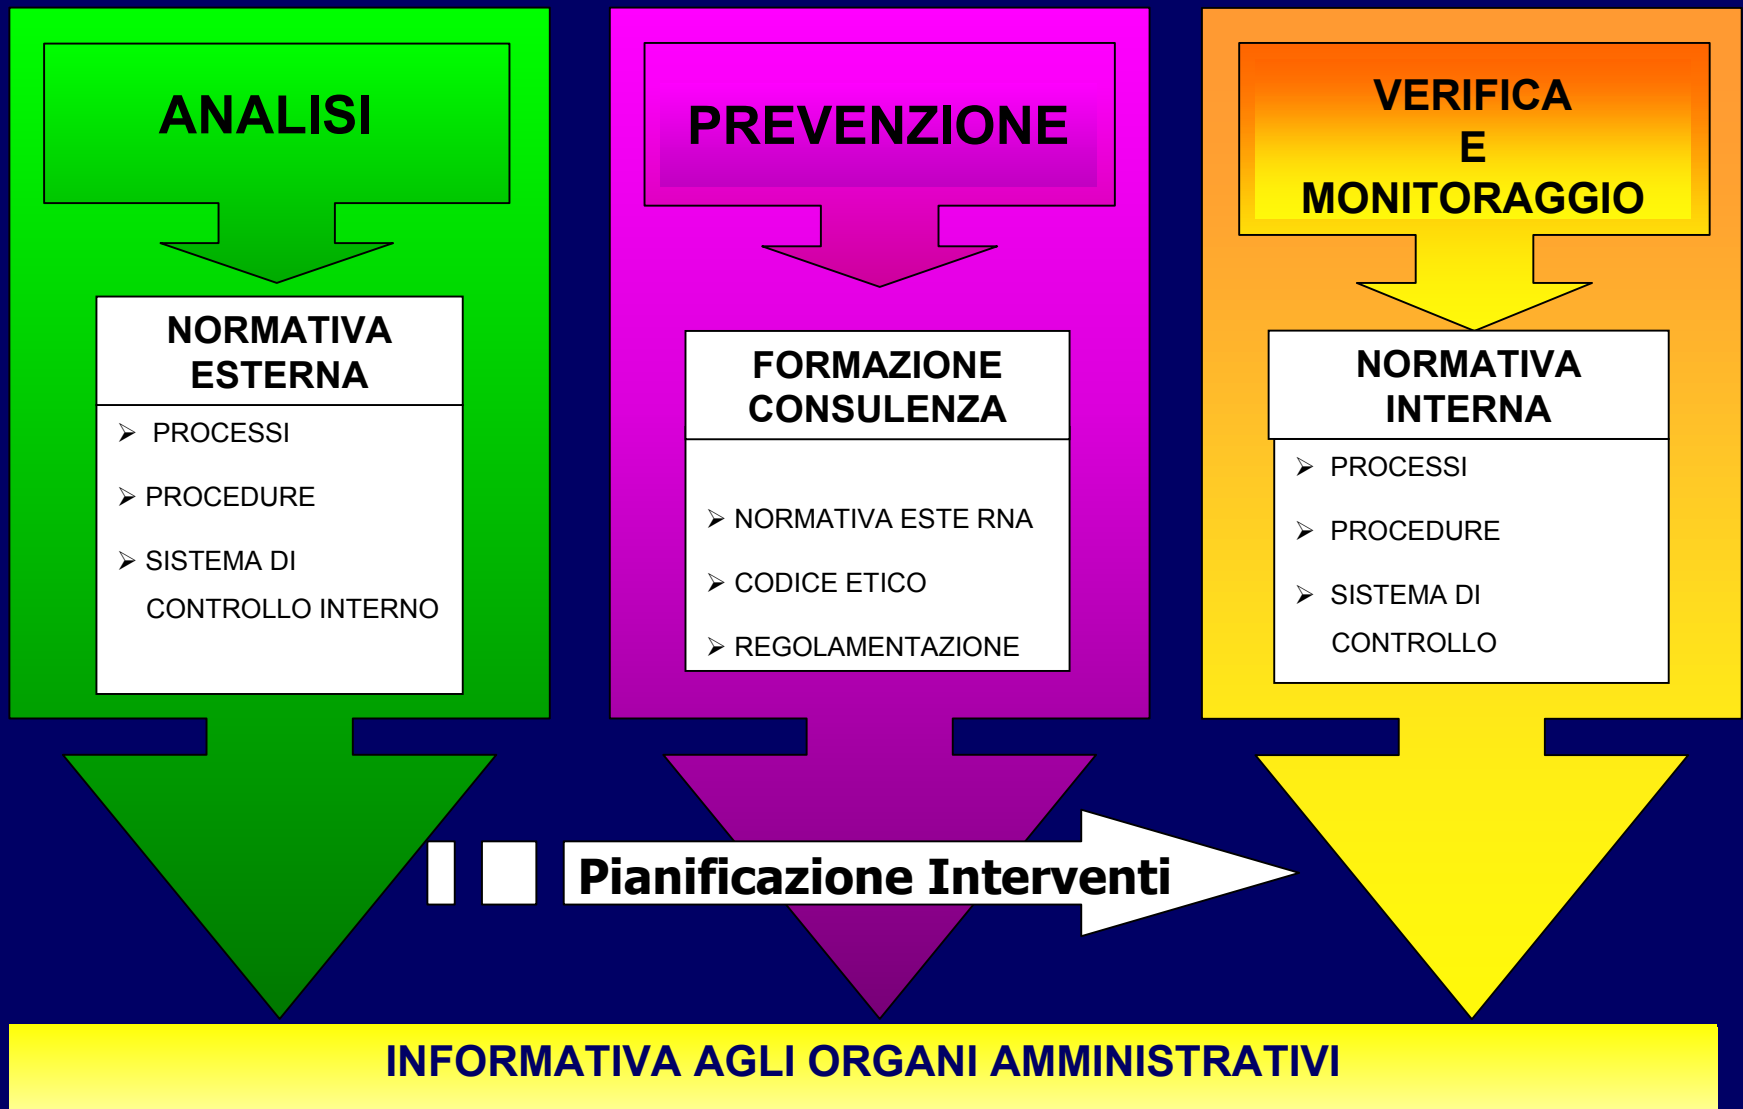 ANALISI
NORMATIVA
ESTERNA
➢ PROCESSI
➢ PROCEDURE
➢ SISTEMA DI
CONTROLLO INTERNO
PREVENZIONE
FORMAZIONE
CONSULENZA
➢ NORMATIVA ESTE RNA
➢ CODICE ETICO
➢ REGOLAMENTAZIONE
VERIFICA
E
MONITORAGGIO
NORMATIVA
INTERNA
➢ PROCESSI
➢ PROCEDURE
➢ SISTEMA DI
CONTROLLO
Pianificazione Interventi
INFORMATIVA AGLI ORGANI AMMINISTRATIVI